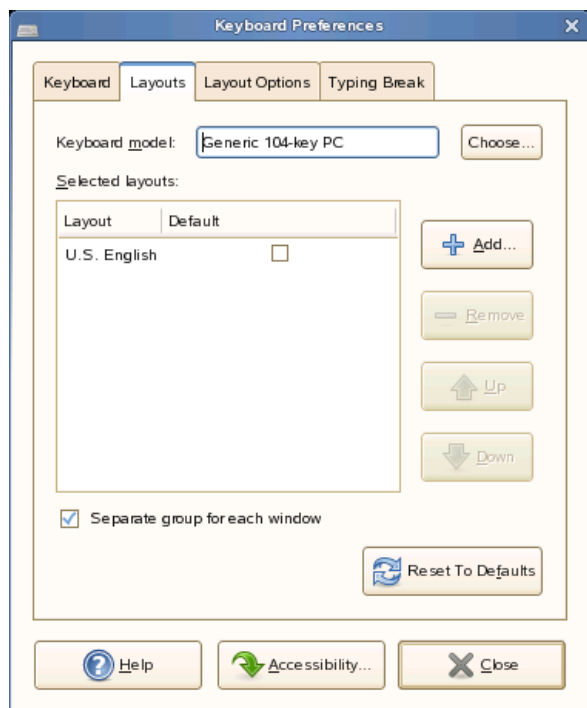 Keyboard Preferences
Keyboard Layouts Layout Options Typing Break
Keyboard model: Generic 104-key PC Choose...
Selected layouts:
Layout Default
U.S. English
Add...
Remove
Up
Down
Separate group for each window
Reset To Defaults
Help Accessibility... Close